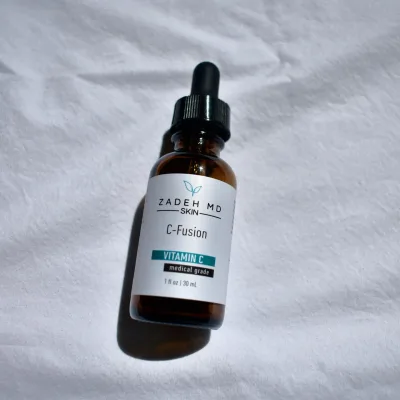 ZADEH MD
SKIN
C-Fusion
VITAMIN C
medical grade
1 fl oz | 30 mL